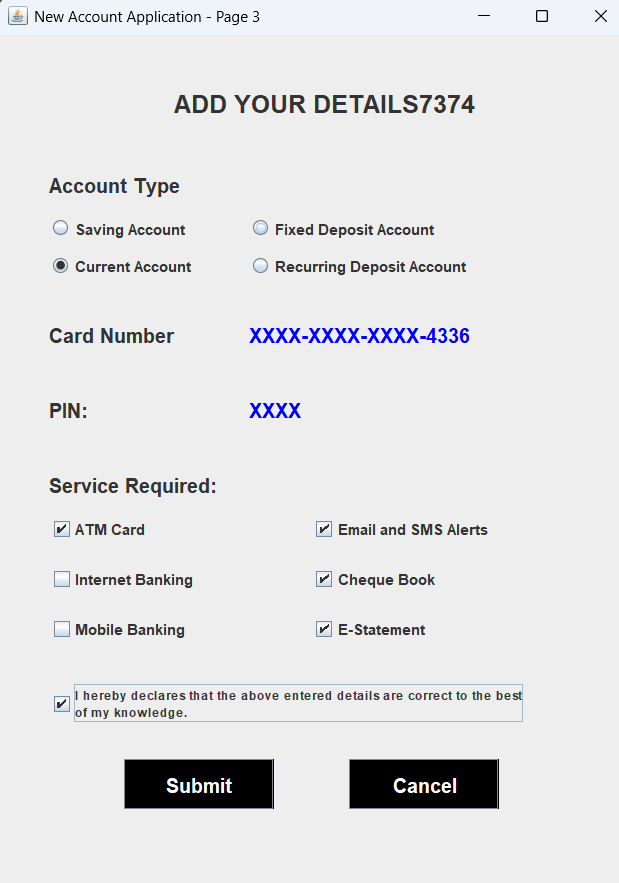 New Account Application - Page 3
ADD YOUR DETAILS7374
Account Type
Saving Account
Fixed Deposit Account
Current Account
Recurring Deposit Account
Card Number
XXXX-XXXX-XXXX-4336
PIN:
XXXX
Service Required:
ATM Card
Email and SMS Alerts
Internet Banking
Cheque Book
Mobile Banking
E-Statement
I hereby declares that the above entered details are correct to the best
of my knowledge.
Submit
Cancel